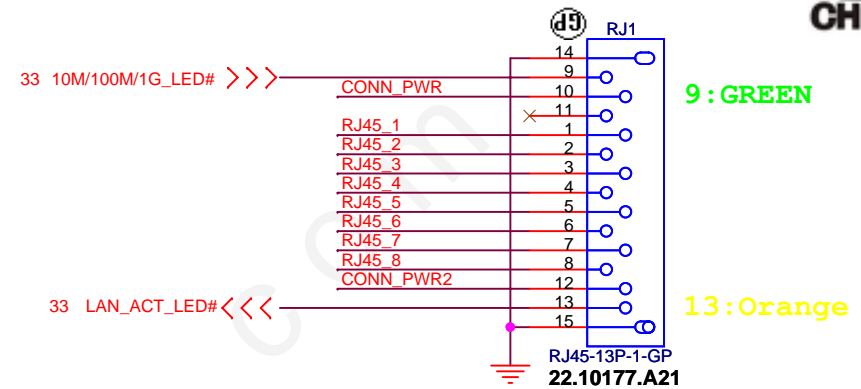 CH
GP
RJ1
14
33 10M/100M/1G_LED# 9
CONN_PWR 10
9:GREEN
11
RJ45_1 1
RJ45_2 2
RJ45_3 3
RJ45_4 4
RJ45_5 5
RJ45_6 6
RJ45_7 7
RJ45_8 8
CONN_PWR2 12
33 LAN_ACT_LED# 13
13:Orange
15
RJ45-13P-1-GP
22.10177.A21
com